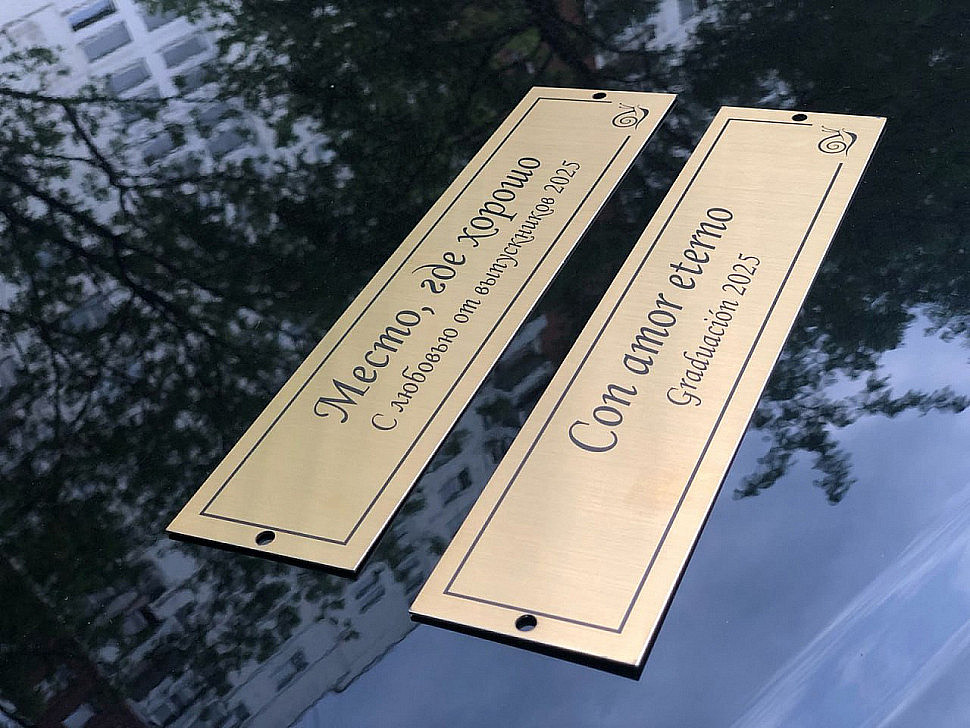 Место, где хорошо
С любовью от выпускников 2025
Con amor eterno
Graduación 2025